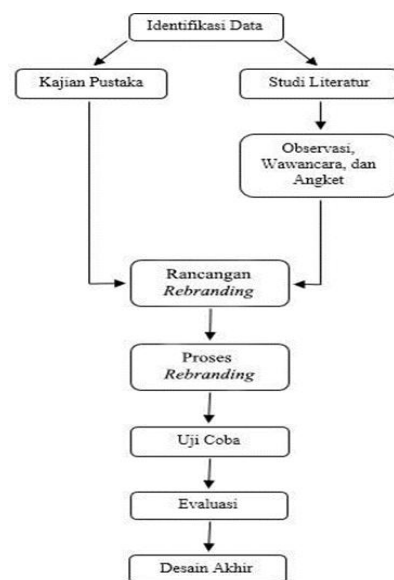 Identifikasi Data
Kajian Pustaka
Studi Literatur
Observasi,
Wawancara, dan
Angket
Rancangan
Rebranding
Proses
Rebranding
Uji Coba
Evaluasi
Desain Akhir